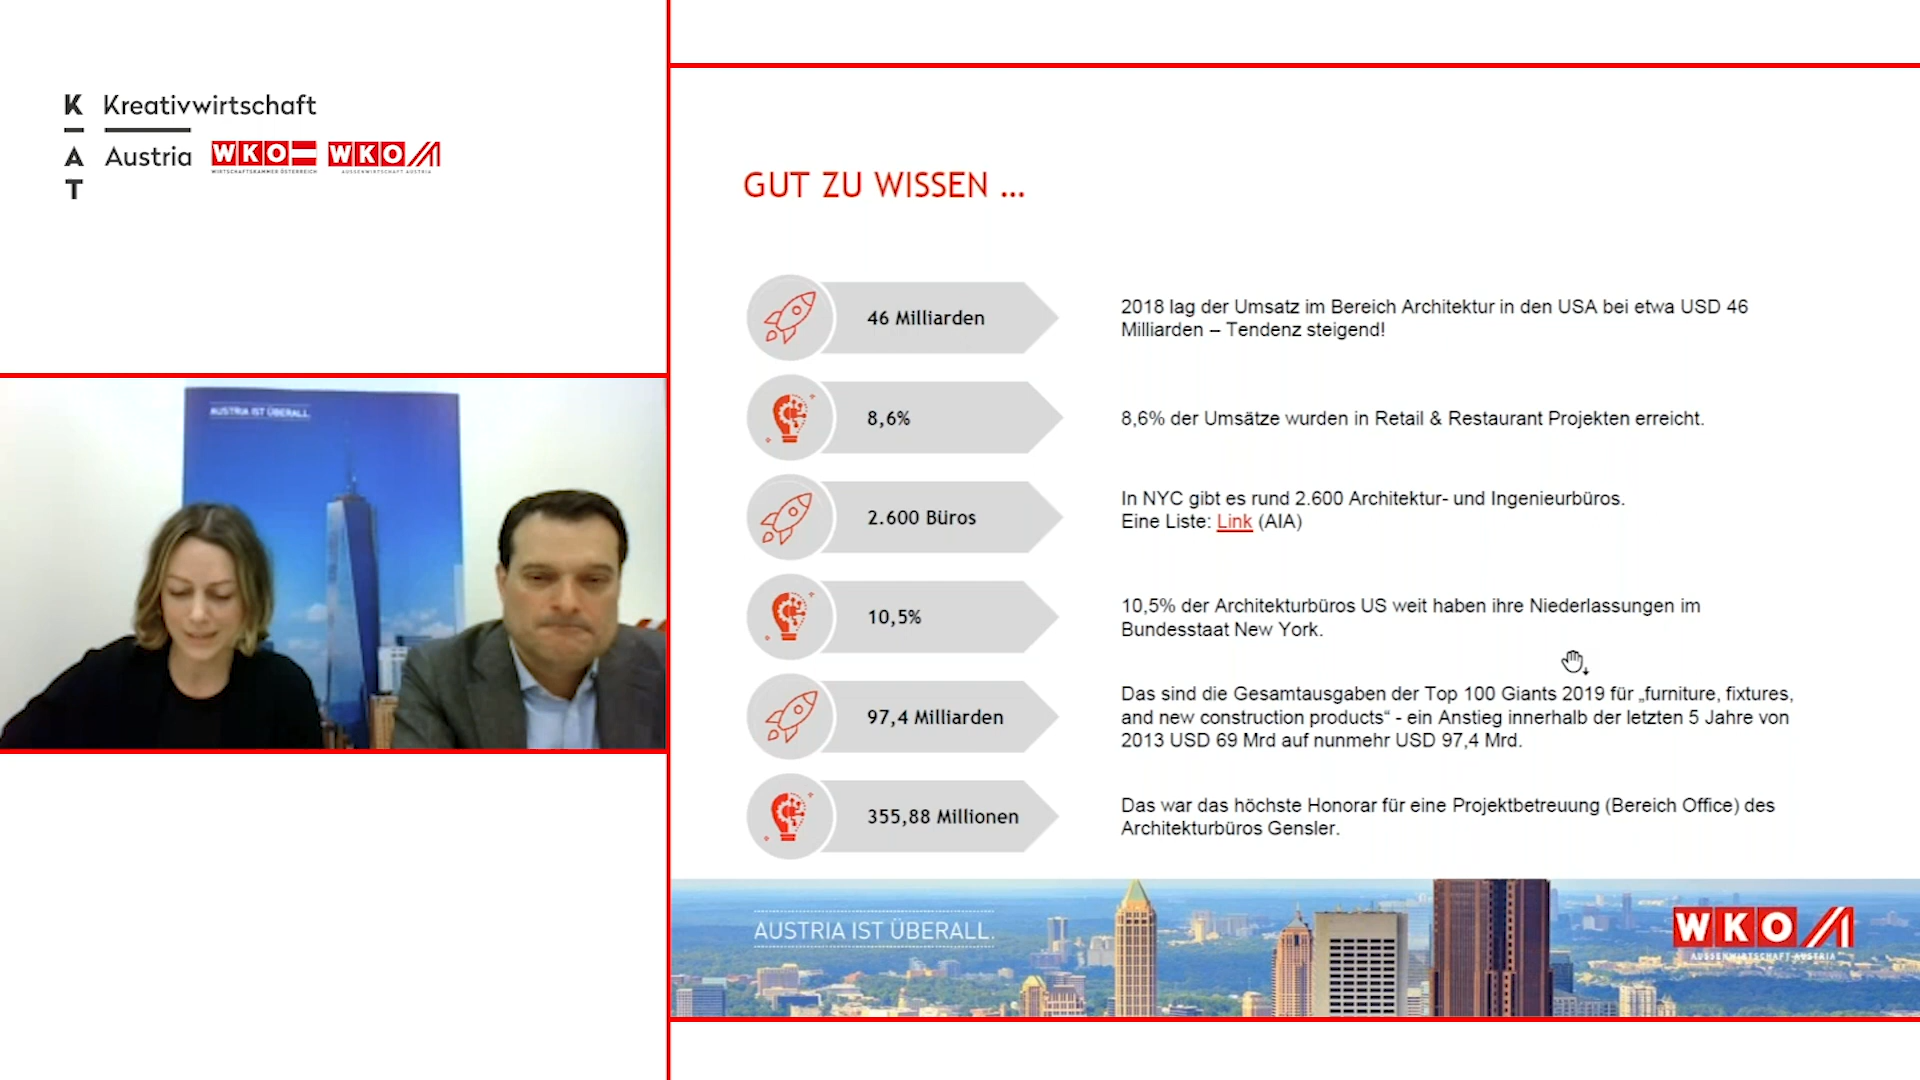 K Kreativwirtschaft
A Austria
T
WKO WKO
WIRTSCHAFTSKAMMER ÖSTERREICH AUSSENWIRTSCHAFT AUSTRIA
AUSTRIA IST ÜBERALL.
GUT ZU WISSEN ...
46 Milliarden
2018 lag der Umsatz im Bereich Architektur in den USA bei etwa USD 46
Milliarden – Tendenz steigend!
8,6%
8,6% der Umsätze wurden in Retail & Restaurant Projekten erreicht.
2.600 Büros
In NYC gibt es rund 2.600 Architektur- und Ingenieurbüros.
Eine Liste: Link (AIA)
10,5%
10,5% der Architekturbüros US weit haben ihre Niederlassungen im
Bundesstaat New York.
97,4 Milliarden
Das sind die Gesamtausgaben der Top 100 Giants 2019 für „furniture, fixtures,
and new construction products“ - ein Anstieg innerhalb der letzten 5 Jahre von
2013 USD 69 Mrd auf nunmehr USD 97,4 Mrd.
355,88 Millionen
Das war das höchste Honorar für eine Projektbetreuung (Bereich Office) des
Architekturbüros Gensler.
AUSTRIA IST ÜBERALL.
WKO
AUSSENWIRTSCHAFT AUSTRIA